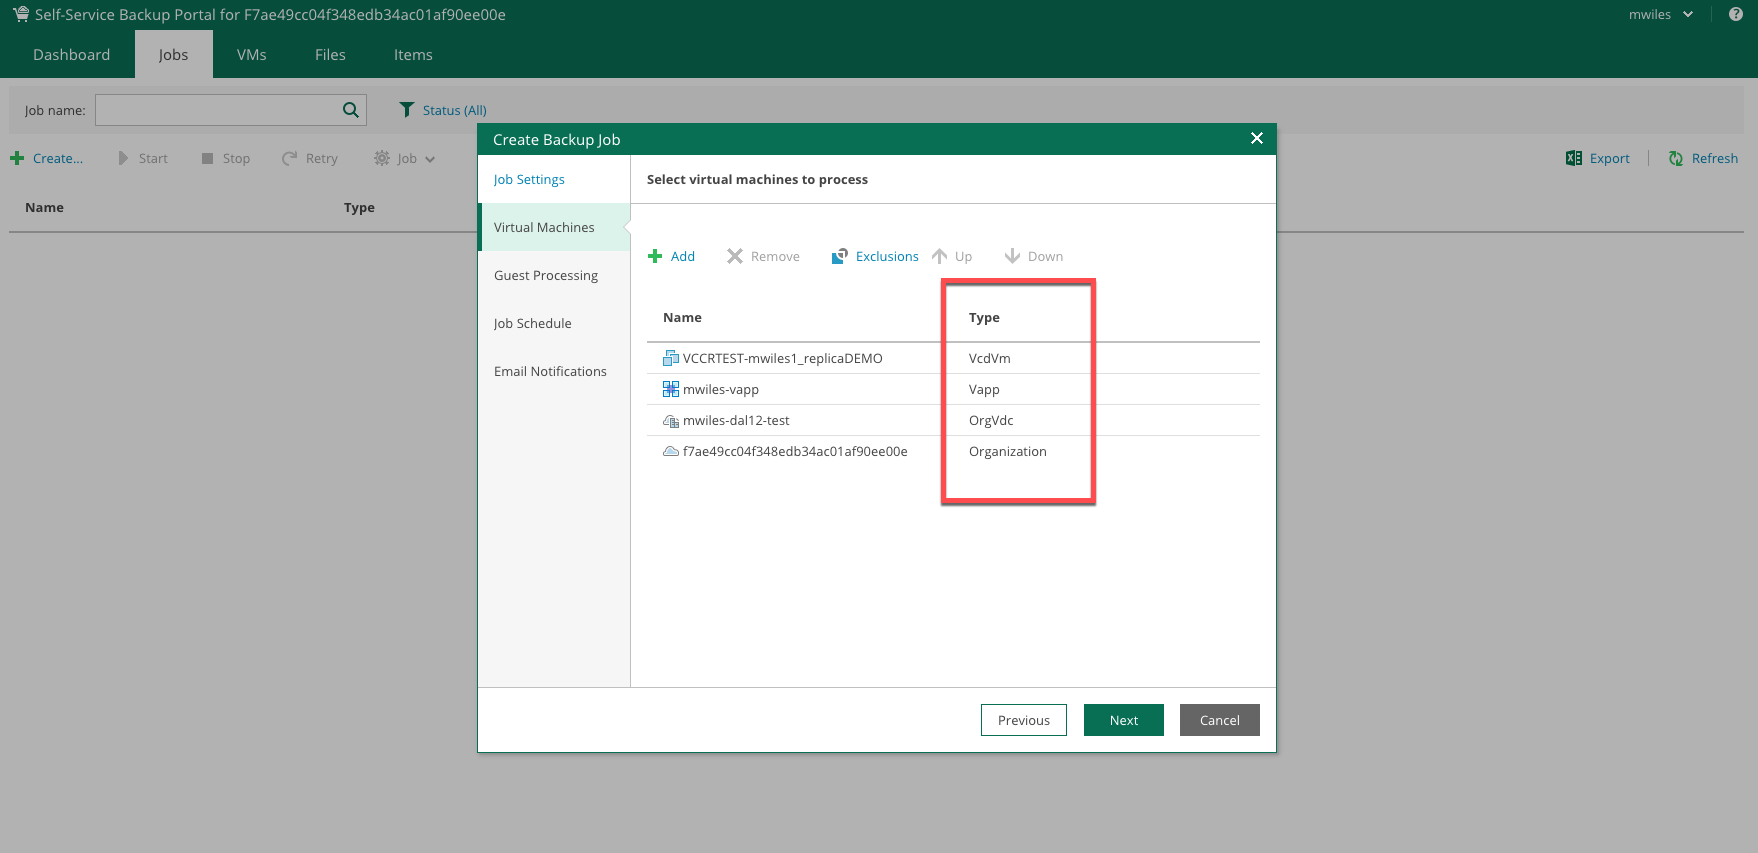 Self-Service Backup Portal for F7ae49cc04f348edb34ac01af90ee00e
mwiles
?
Dashboard Jobs VMs Files Items
Job name: Status (All)
Create... Start Stop Retry Job Export Refresh
Name Type
Create Backup Job
Job Settings
Virtual Machines
Guest Processing
Job Schedule
Email Notifications
Select virtual machines to process
Add Remove Exclusions Up Down
Name Type
VCCRTEST-mwiles1_replicaDEMO VcdVm
mwiles-vapp Vapp
mwiles-dal12-test OrgVdc
f7ae49cc04f348edb34ac01af90ee00e Organization
Previous Next Cancel